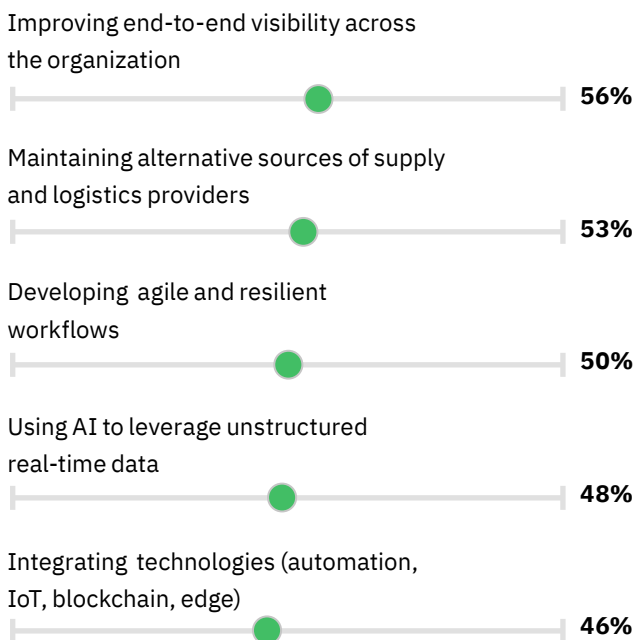 Improving end-to-end visibility across
the organization
56%
Maintaining alternative sources of supply
and logistics providers
53%
Developing agile and resilient
workflows
50%
Using AI to leverage unstructured
real-time data
48%
Integrating technologies (automation,
IoT, blockchain, edge)
46%